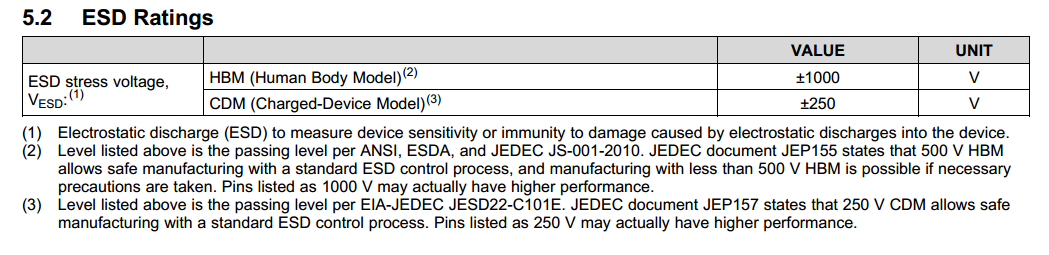 5.2 ESD Ratings
VALUE UNIT
ESD stress voltage, VESD:(1) HBM (Human Body Model)(2) ±1000 V
CDM (Charged-Device Model)(3) ±250 V
(1) Electrostatic discharge (ESD) to measure device sensitivity or immunity to damage caused by electrostatic discharges into the device.
(2) Level listed above is the passing level per ANSI, ESDA, and JEDEC JS-001-2010. JEDEC document JEP155 states that 500 V HBM
allows safe manufacturing with a standard ESD control process, and manufacturing with less than 500 V HBM is possible if necessary
precautions are taken. Pins listed as 1000 V may actually have higher performance.
(3) Level listed above is the passing level per EIA-JEDEC JESD22-C101E. JEDEC document JEP157 states that 250 V CDM allows safe
manufacturing with a standard ESD control process. Pins listed as 250 V may actually have higher performance.